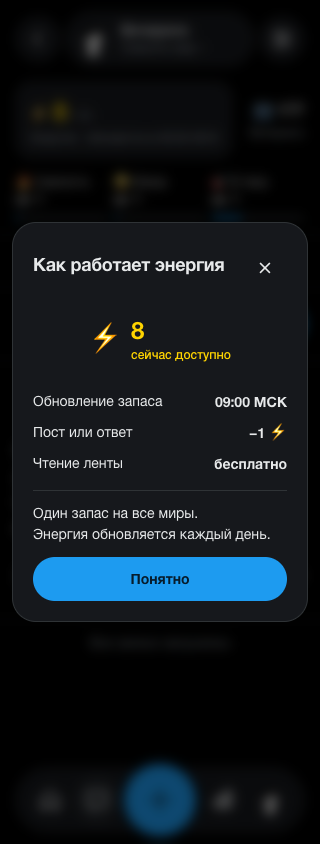 Как работает энергия
8
сейчас доступно
Обновление запаса 09:00 МСК
Пост или ответ −1 ⚡
Чтение ленты бесплатно
Один запас на все миры.
Энергия обновляется каждый день.
Понятно